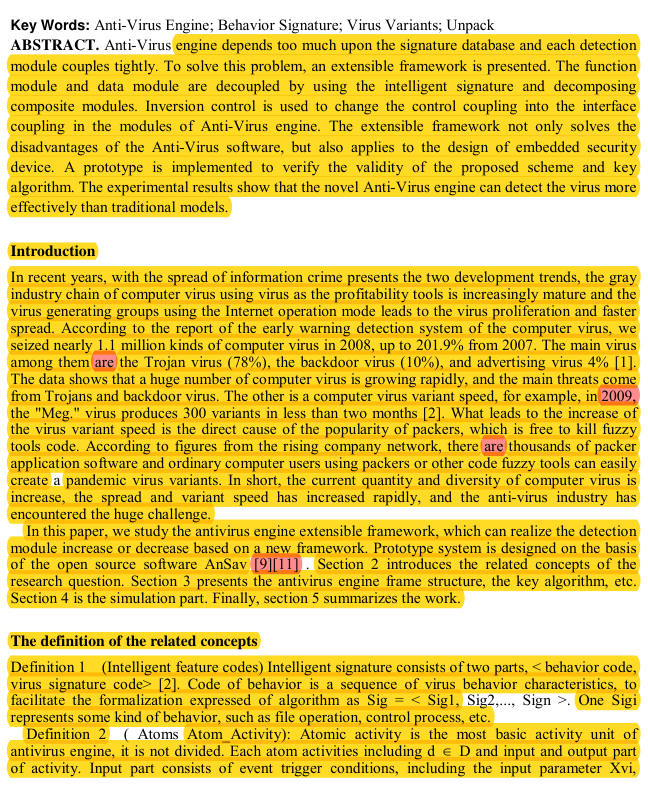 Key Words: Anti-Virus Engine; Behavior Signature; Virus Variants; Unpack
ABSTRACT. Anti-Virus engine depends too much upon the signature database and each detection
module couples tightly. To solve this problem, an extensible framework is presented. The function
module and data module are decoupled by using the intelligent signature and decomposing
composite modules. Inversion control is used to change the control coupling into the interface
coupling in the modules of Anti-Virus engine. The extensible framework not only solves the
disadvantages of the Anti-Virus software, but also applies to the design of embedded security
device. A prototype is implemented to verify the validity of the proposed scheme and key
algorithm. The experimental results show that the novel Anti-Virus engine can detect the virus more
effectively than traditional models.
Introduction
In recent years, with the spread of information crime presents the two development trends, the gray
industry chain of computer virus using virus as the profitability tools is increasingly mature and the
virus generating groups using the Internet operation mode leads to the virus proliferation and faster
spread. According to the report of the early warning detection system of the computer virus, we
seized nearly 1.1 million kinds of computer virus in 2008, up to 201.9% from 2007. The main virus
among them are the Trojan virus (78%), the backdoor virus (10%), and advertising virus 4% [1].
The data shows that a huge number of computer virus is growing rapidly, and the main threats come
from Trojans and backdoor virus. The other is a computer virus variant speed, for example, in 2009,
the "Meg." virus produces 300 variants in less than two months [2]. What leads to the increase of
the virus variant speed is the direct cause of the popularity of packers, which is free to kill fuzzy
tools code. According to figures from the rising company network, there are thousands of packer
application software and ordinary computer users using packers or other code fuzzy tools can easily
create a pandemic virus variants. In short, the current quantity and diversity of computer virus is
increase, the spread and variant speed has increased rapidly, and the anti-virus industry has
encountered the huge challenge.
In this paper, we study the antivirus engine extensible framework, which can realize the detection
module increase or decrease based on a new framework. Prototype system is designed on the basis
of the open source software AnSav [9][11] . Section 2 introduces the related concepts of the
research question. Section 3 presents the antivirus engine frame structure, the key algorithm, etc.
Section 4 is the simulation part. Finally, section 5 summarizes the work.
The definition of the related concepts
Definition 1 (Intelligent feature codes) Intelligent signature consists of two parts, < behavior code,
virus signature code> [2]. Code of behavior is a sequence of virus behavior characteristics, to
facilitate the formalization expressed of algorithm as Sig = < Sig1, Sig2,..., Sign >. One Sigi
represents some kind of behavior, such as file operation, control process, etc.
Definition 2 ( Atoms Atom_Activity): Atomic activity is the most basic activity unit of
antivirus engine, it is not divided. Each atom activities including d ∈ D and input and output part
of activity. Input part consists of event trigger conditions, including the input parameter Xvi,